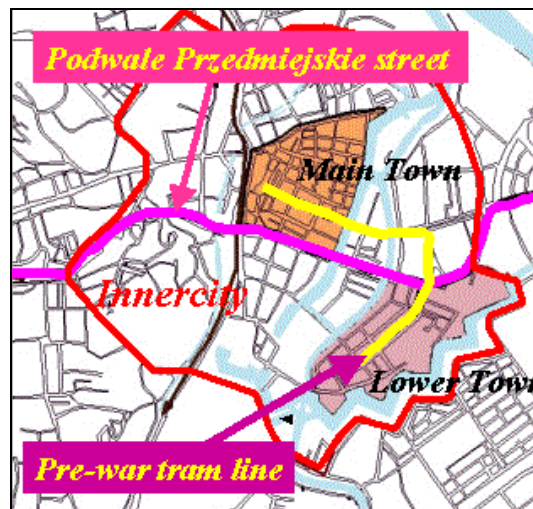 Podwale Przedmiejskie street
Main Town
Innercity
Lower Town
Pre-war tram line